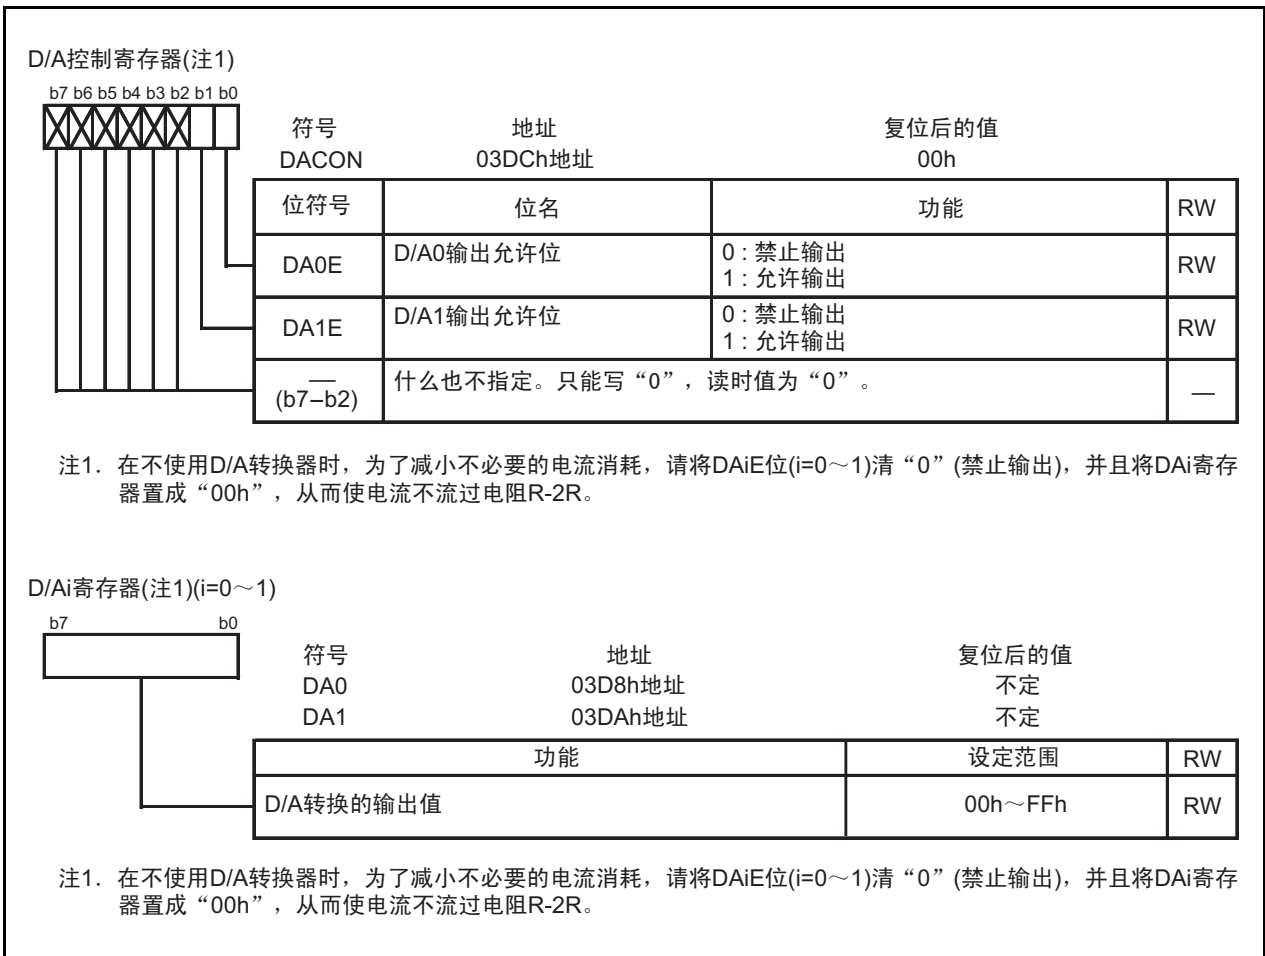 D/A控制寄存器(注1)
b7 b6 b5 b4 b3 b2 b1 b0
符号 地址 复位后的值
DACON 03DCh地址 00h
位符号 位名 功能 RW
DA0E D/A0输出允许位 0 : 禁止输出
1 : 允许输出 RW
DA1E D/A1输出允许位 0 : 禁止输出
1 : 允许输出 RW
—
(b7–b2) 什么也不指定。只能写“0”，读时值为“0”。 —
注1. 在不使用D/A转换器时，为了减小不必要的电流消耗，请将DAiE位(i=0～1)清“0”(禁止输出)，并且将DAi寄存
器置成“00h”，从而使电流不流过电阻R-2R。
D/Ai寄存器(注1)(i=0～1)
b7 b0
符号 地址 复位后的值
DA0 03D8h地址 不定
DA1 03DAh地址 不定
功能 设定范围 RW
D/A转换的输出值 00h～FFh RW
注1. 在不使用D/A转换器时，为了减小不必要的电流消耗，请将DAiE位(i=0～1)清“0”(禁止输出)，并且将DAi寄存
器置成“00h”，从而使电流不流过电阻R-2R。